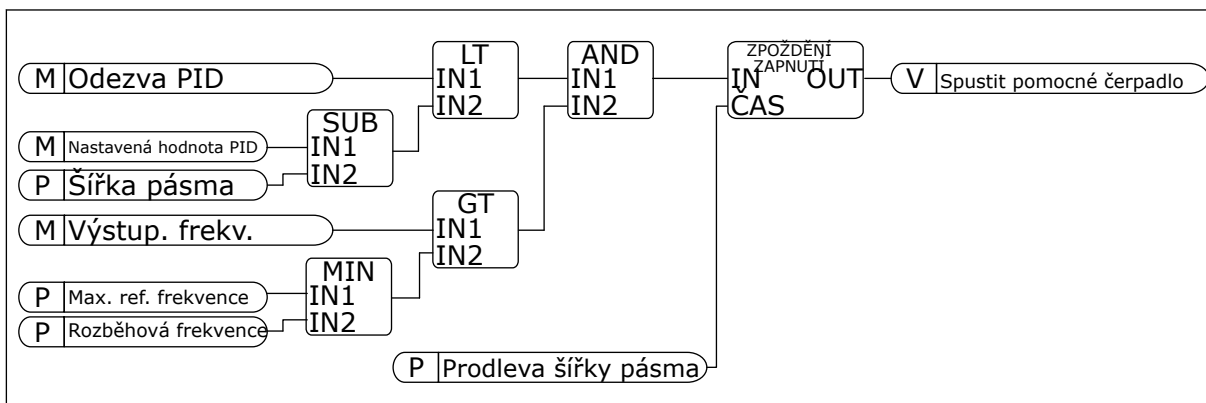 M Odezva PID
LT
IN1
IN2
AND
IN1
IN2
ZPOŽDĚNÍ
ZAPNUTÍ
IN OUT
ČAS
V Spustit pomocné čerpadlo
M Nastavená hodnota PID
P Šířka pásma
SUB
IN1
IN2
M Výstup. frekv.
GT
IN1
IN2
P Max. ref. frekvence
P Rozběhová frekvence
MIN
IN1
IN2
P Prodleva šířky pásma